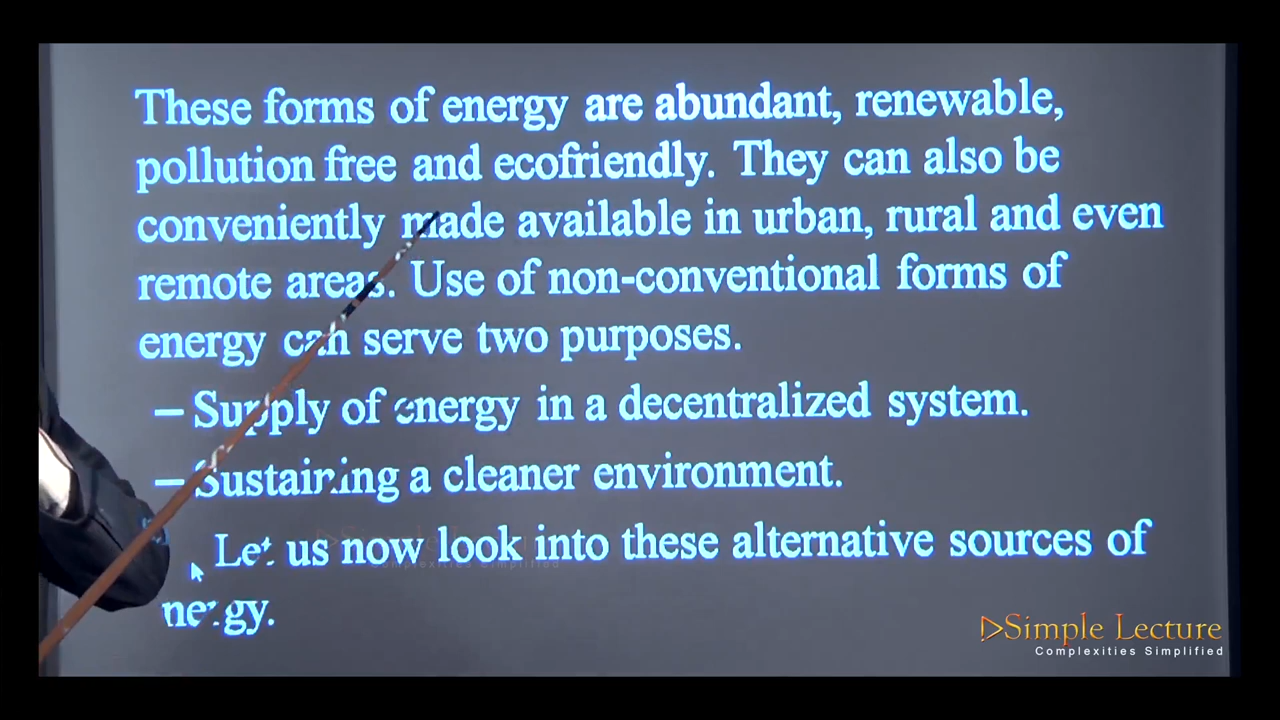 These forms of energy are abundant, renewable,
pollution free and ecofriendly. They can also be
conveniently made available in urban, rural and even
remote areas. Use of non-conventional forms of
energy can serve two purposes.
– Supply of energy in a decentralized system.
– Sustaining a cleaner environment.
Let us now look into these alternative sources of
nergy.
Simple Lecture
Complexities Simplified